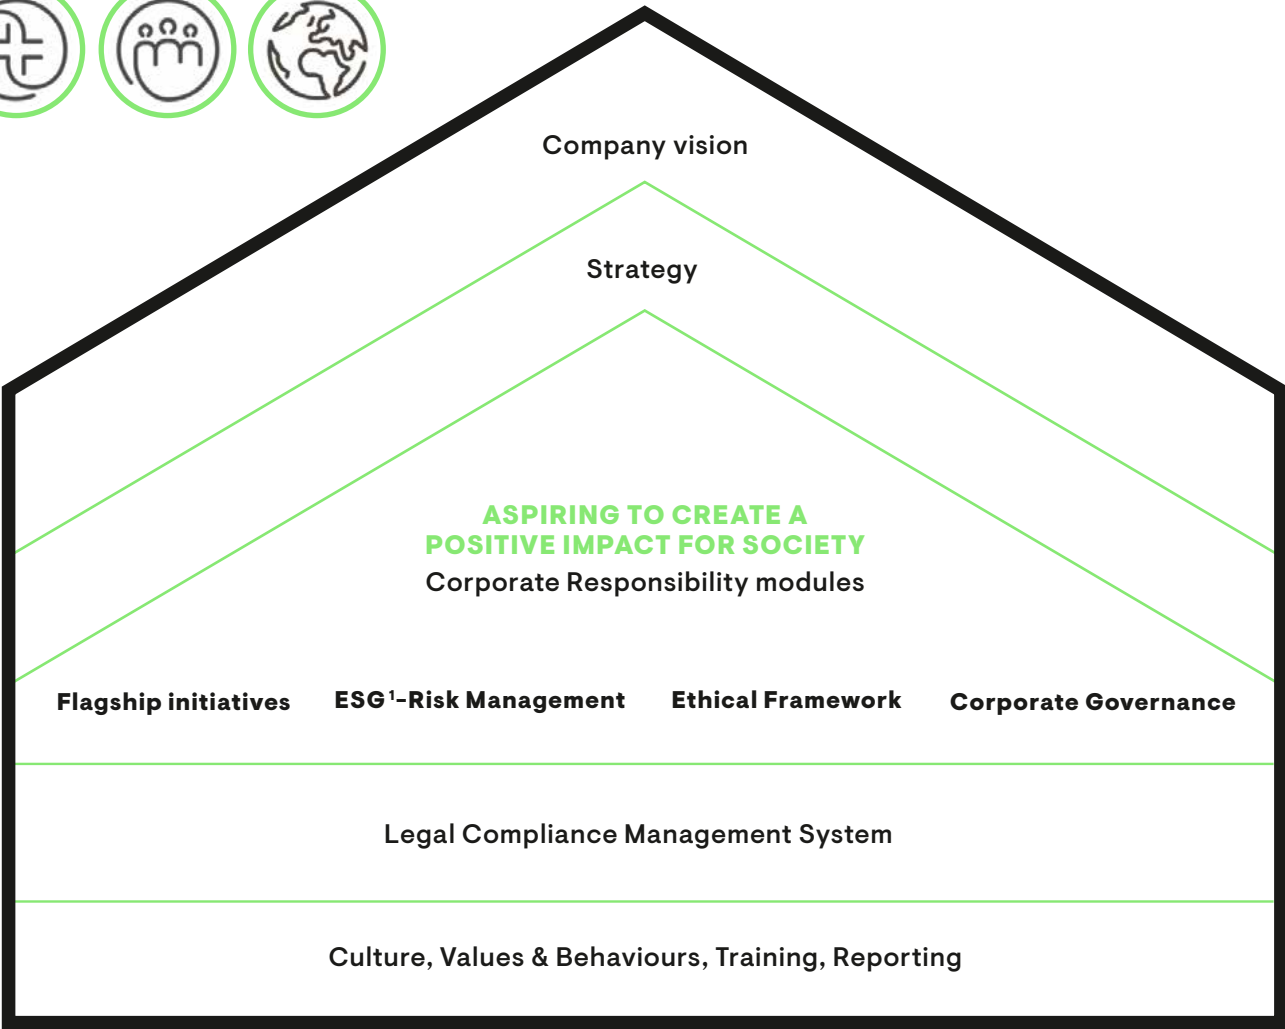 Company vision
Strategy
ASPIRING TO CREATE A
POSITIVE IMPACT FOR SOCIETY
Corporate Responsibility modules
Flagship initiatives ESG¹-Risk Management Ethical Framework Corporate Governance
Legal Compliance Management System
Culture, Values & Behaviours, Training, Reporting